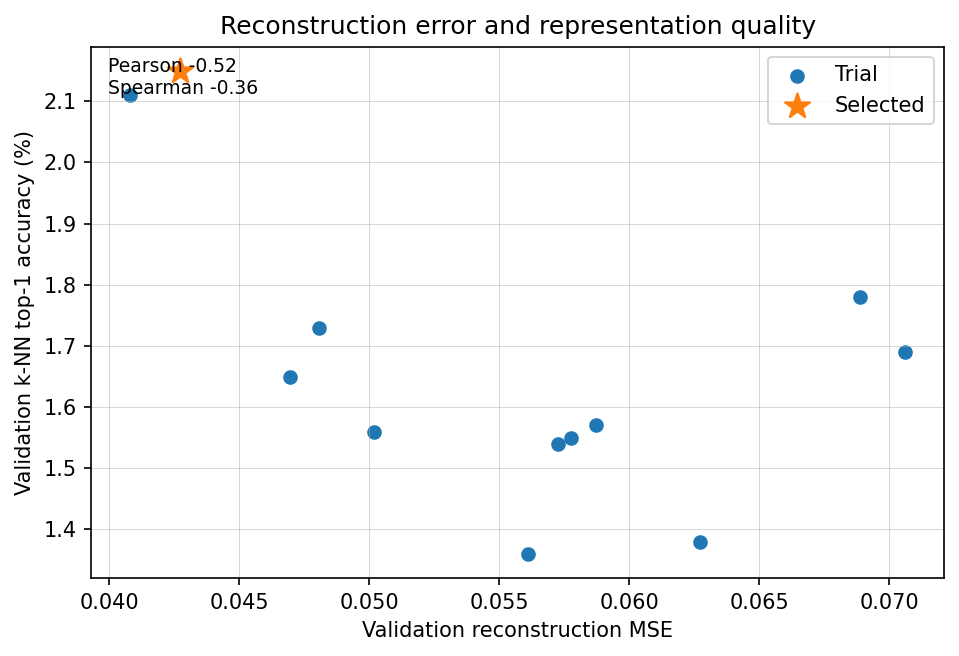 Reconstruction error and representation quality
Pearson -0.52
Spearman -0.36
Trial
Selected
Validation k-NN top-1 accuracy (%)
2.1
2.0
1.9
1.8
1.7
1.6
1.5
1.4
0.040 0.045 0.050 0.055 0.060 0.065 0.070
Validation reconstruction MSE